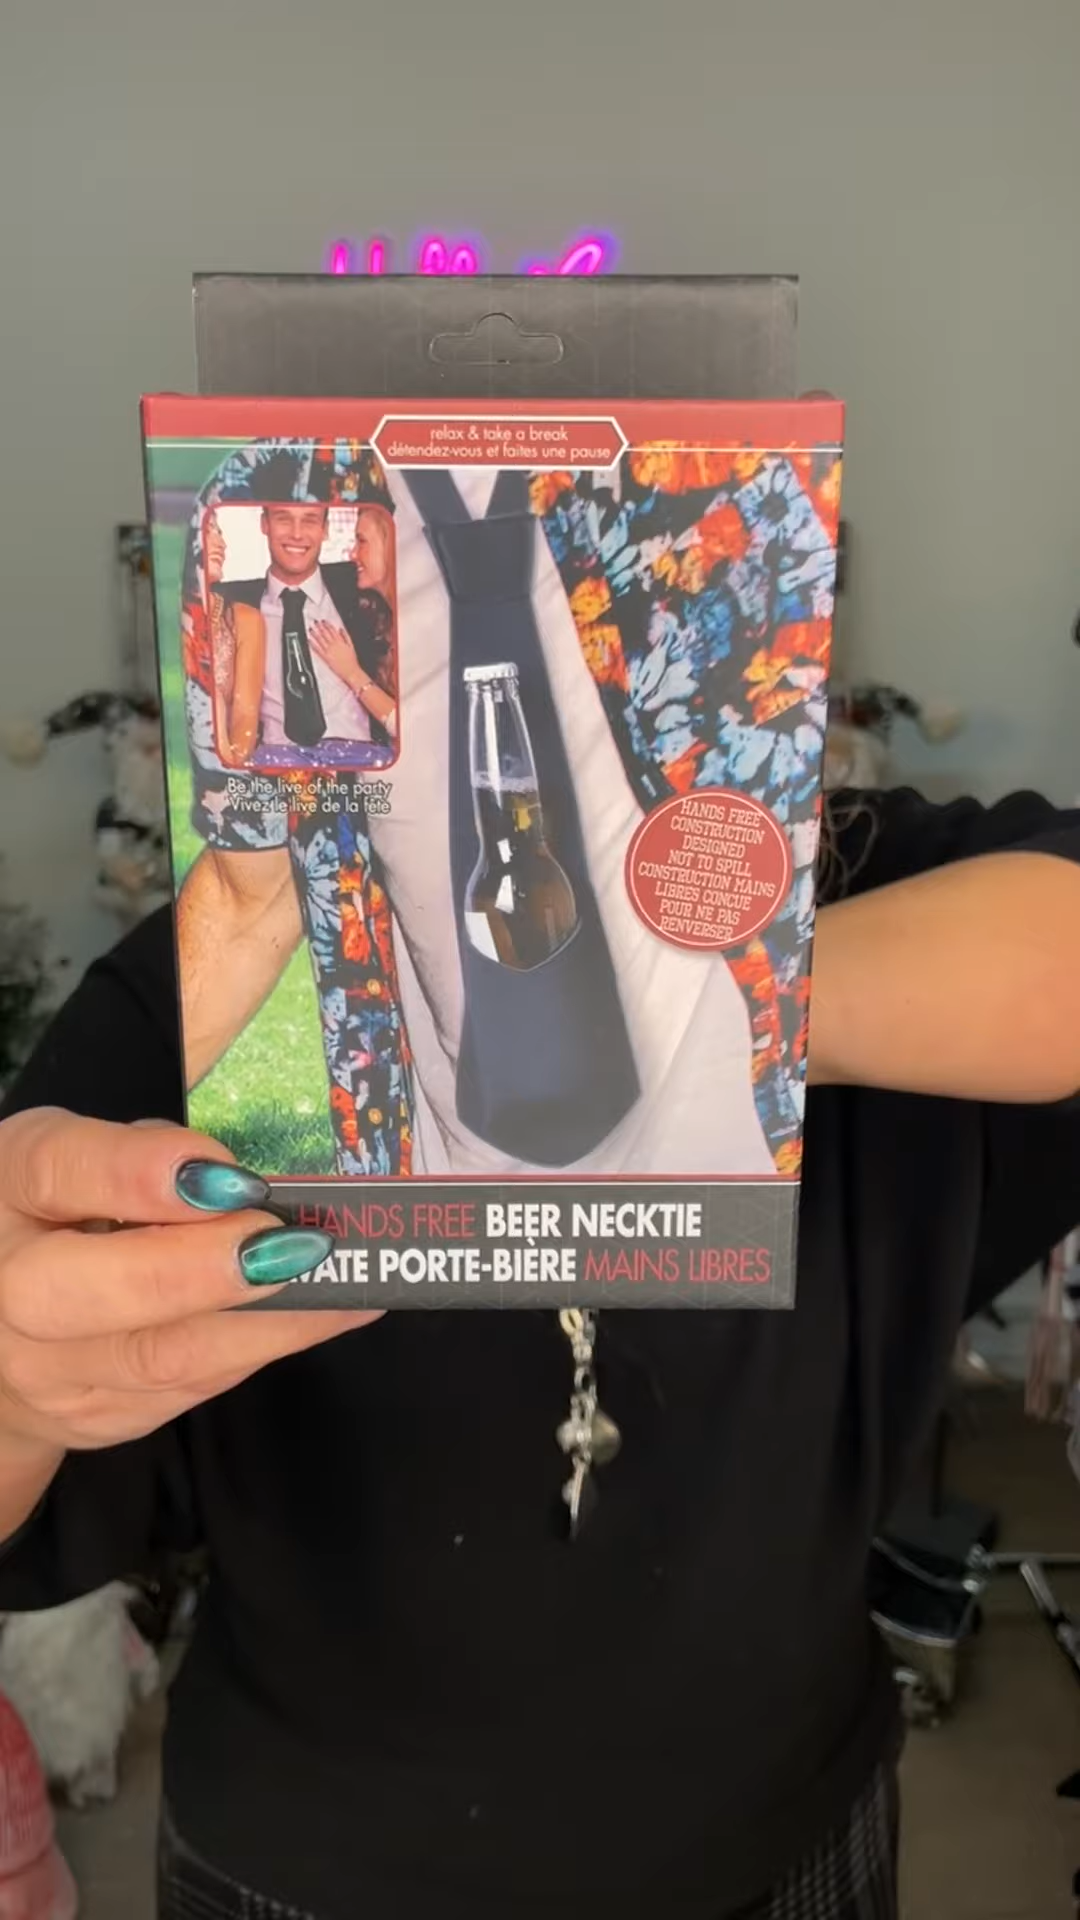 relax & take a break
détendez-vous et faites une pause
Be the live of the party
Vivez le live de la fête
HANDS FREE
CONSTRUCTION
DESIGNED
NOT TO SPILL
CONSTRUCTION MAINS
LIBRES CONCUE
POUR NE PAS
RENVERSER
HANDS FREE BEER NECKTIE
PORTE-BIÈRE MAINS LIBRES